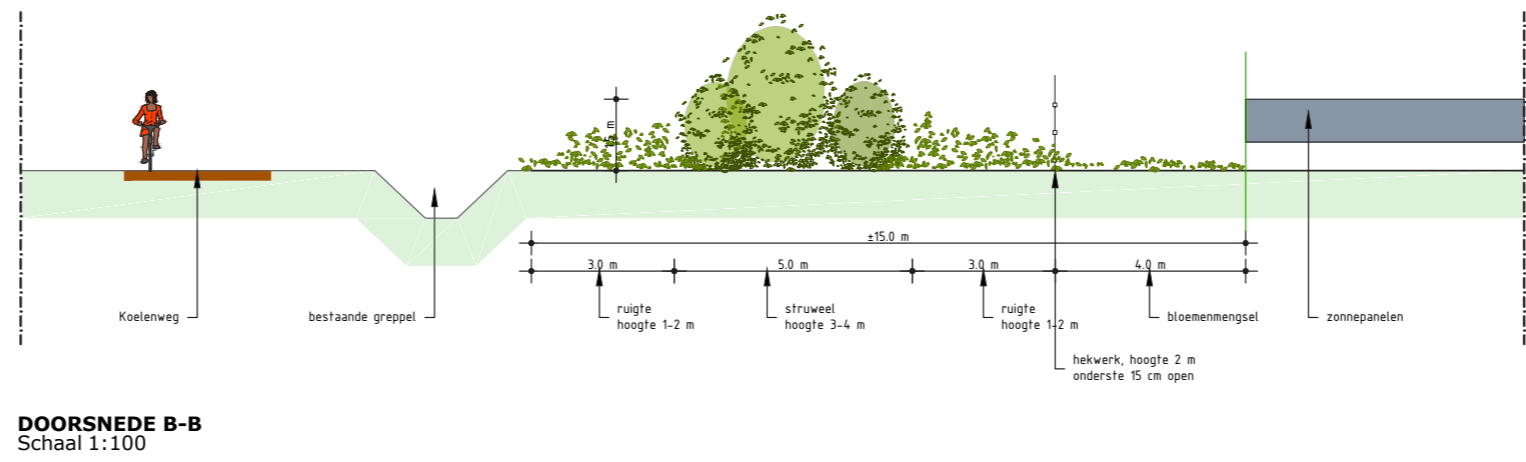 ±15.0 m
3.0 m
5.0 m
3.0 m
4.0 m
Koelenweg
bestaande greppel
ruigte
hoogte 1-2 m
struweel
hoogte 3-4 m
ruigte
hoogte 1-2 m
bloemenmengsel
zonnepanelen
hekwerk, hoogte 2 m
onderste 15 cm open
DOORSNEDE B-B
Schaal 1:100